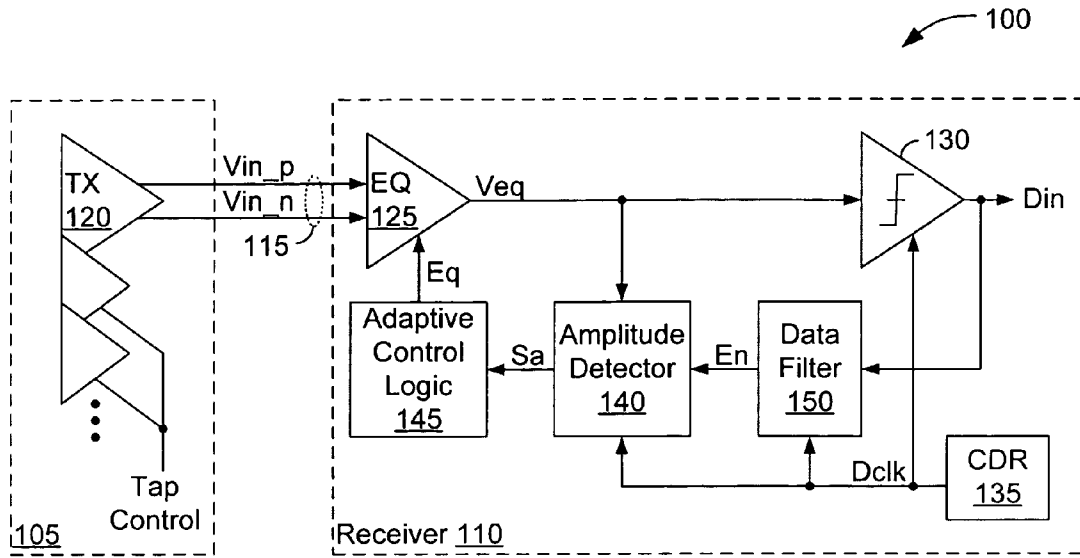 100
TX
120
Vin_p
Vin_n
115
EQ
125
Veq
130
Din
Eq
Adaptive
Control
Logic
145
Sa
Amplitude
Detector
140
En
Data
Filter
150
Dclk
CDR
135
Tap
Control
105
Receiver 110